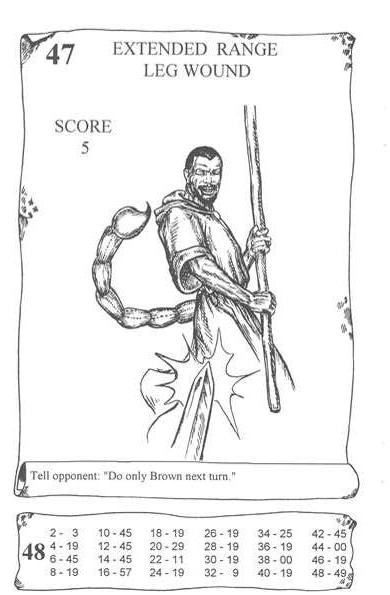 47
EXTENDED RANGE
LEG WOUND
SCORE
5
Tell opponent: "Do only Brown next turn."
48
2 - 3 10 - 45 18 - 19 26 - 19 34 - 25 42 - 45
4 - 19 12 - 45 20 - 29 28 - 19 36 - 19 44 - 00
6 - 45 14 - 45 22 - 11 30 - 19 38 - 00 46 - 19
8 - 19 16 - 57 24 - 19 32 - 9 40 - 19 48 - 49